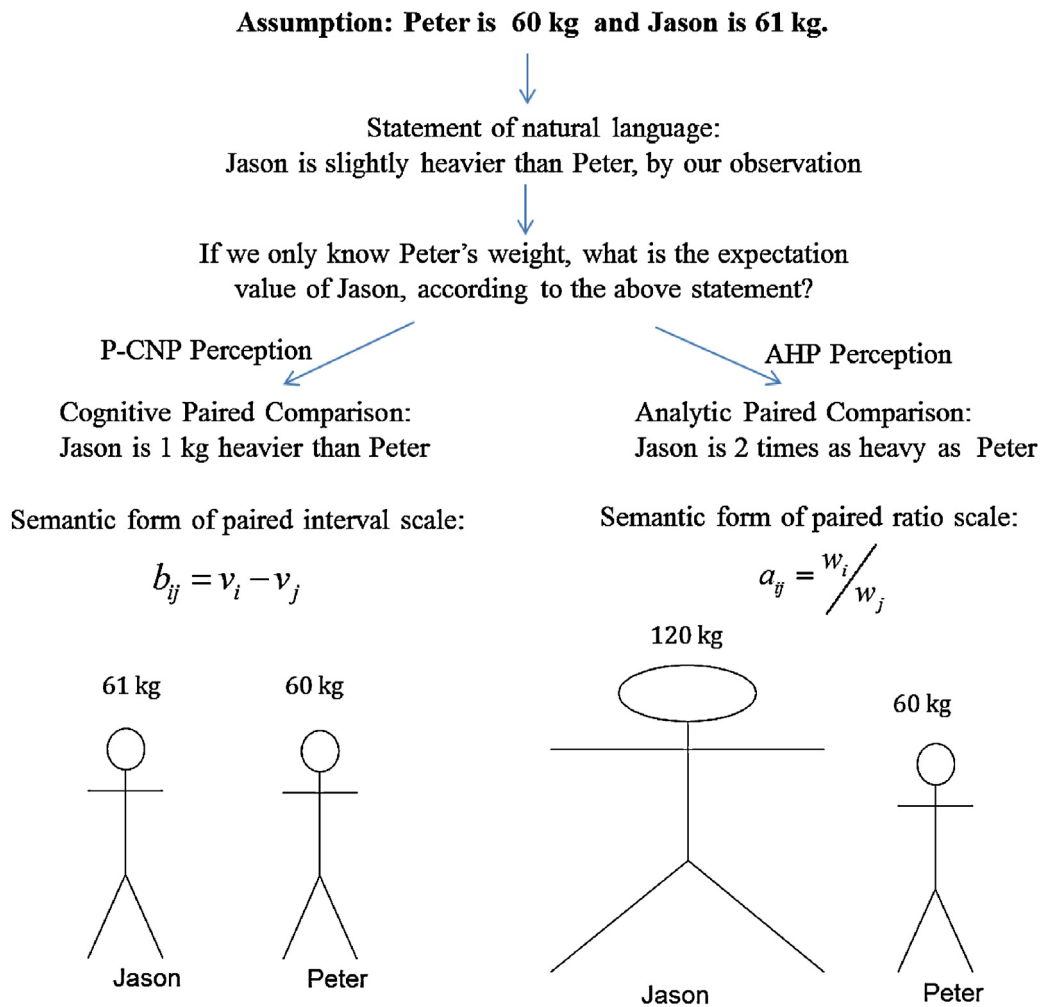 Assumption: Peter is 60 kg and Jason is 61 kg.
Statement of natural language:
Jason is slightly heavier than Peter, by our observation
If we only know Peter’s weight, what is the expectation
value of Jason, according to the above statement?
P-CNP Perception
AHP Perception
Cognitive Paired Comparison:
Jason is 1 kg heavier than Peter
Analytic Paired Comparison:
Jason is 2 times as heavy as Peter
Semantic form of paired interval scale:
b_{ij} = v_i − v_j
Semantic form of paired ratio scale:
a_{ij} = w_i / w_j
61 kg
60 kg
120 kg
60 kg
Jason
Peter
Jason
Peter